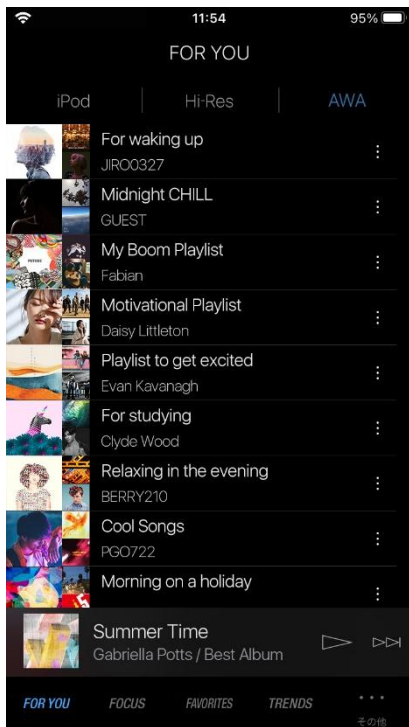 11:54
95%
FOR YOU
iPod
Hi-Res
AWA
For waking up
JIRO0327
Midnight CHILL
GUEST
My Boom Playlist
Fabian
Motivational Playlist
Daisy Littleton
Playlist to get excited
Evan Kavanagh
For studying
Clyde Wood
Relaxing in the evening
BERRY210
Cool Songs
PGO722
Morning on a holiday
Summer Time
Gabriella Potts / Best Album
FOR YOU
FOCUS
FAVORITES
TRENDS
その他